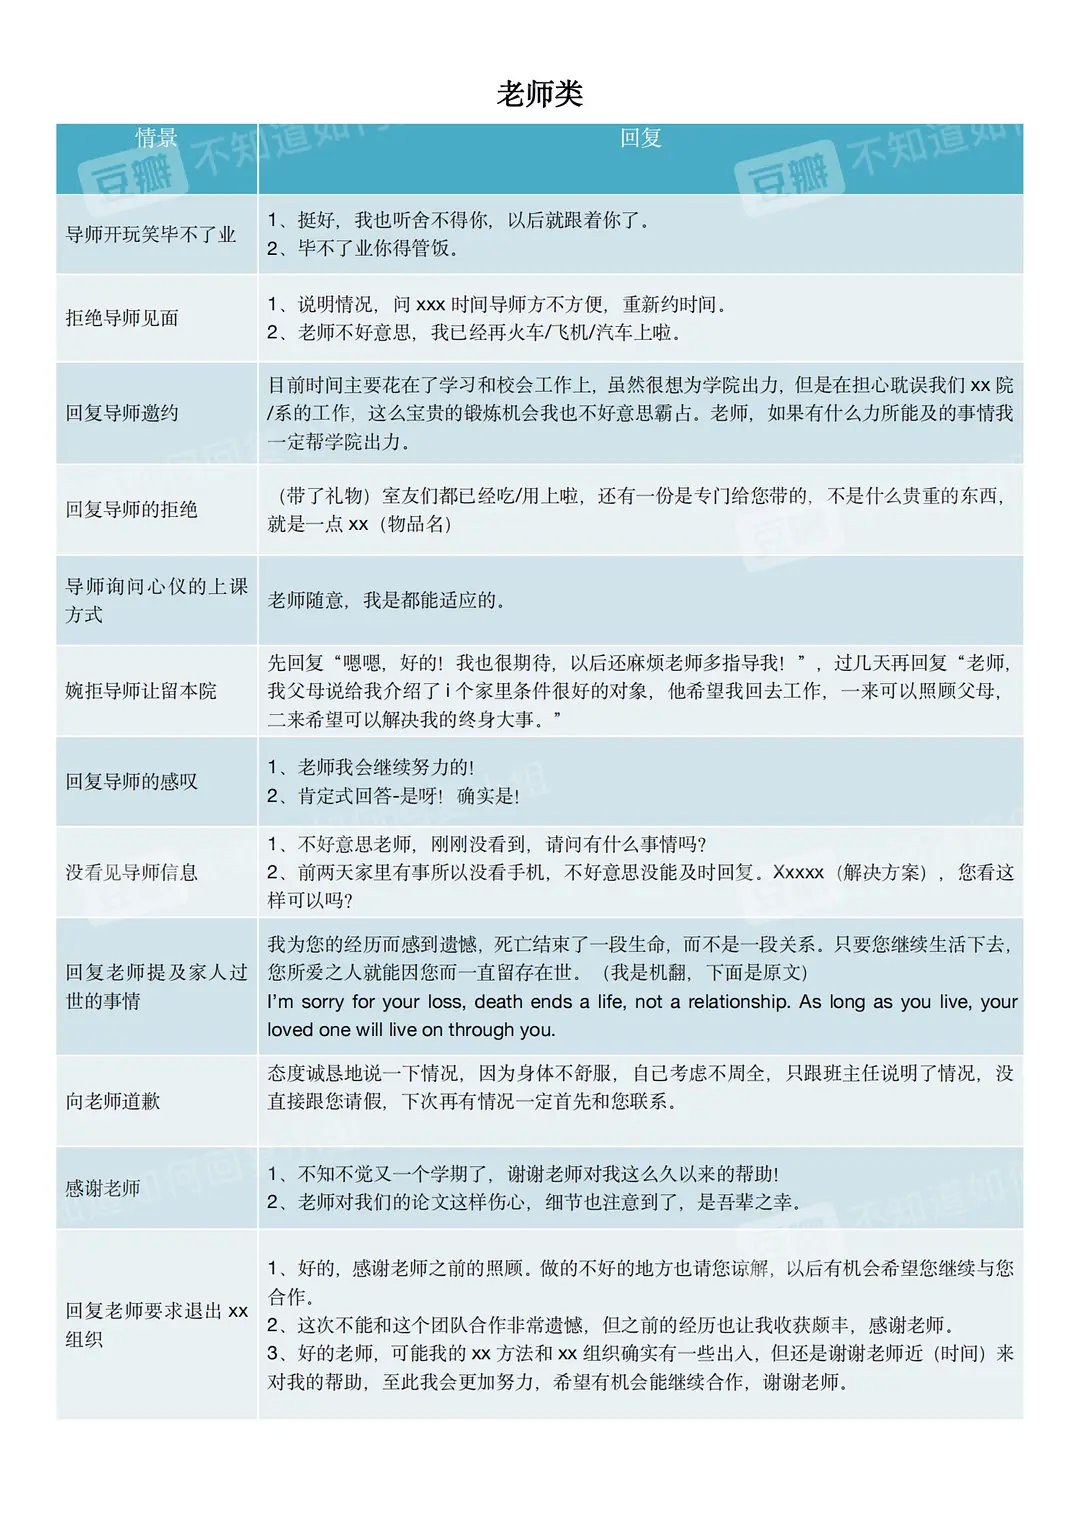 老师类
情景
回复
导师开玩笑毕不了业
1、挺好，我也听舍不得你，以后就跟着你了。
2、毕不了业你得管饭。
拒绝导师见面
1、说明情况，问 xxx 时间导师方不方便，重新约时间。
2、老师不好意思，我已经再火车/飞机/汽车上啦。
回复导师邀约
目前时间主要花在了学习和校会工作上，虽然很想为学院出力，但是在担心耽误我们 xx 院
/系的工作，这么宝贵的锻炼机会我也不好意思霸占。老师，如果有什么力所能及的事情我
一定帮学院出力。
回复导师的拒绝
（带了礼物）室友们都已经吃/用上啦，还有一份是专门给您带的，不是什么贵重的东西，
就是一点 xx（物品名）
导师询问心仪的上课
方式
老师随意，我是都能适应的。
婉拒导师让留本院
先回复“嗯嗯，好的！我也很期待，以后还麻烦老师多指导我！”，过几天再回复“老师，
我父母说给我介绍了 i 个家里条件很好的对象，他希望我回去工作，一来可以照顾父母，
二来希望可以解决我的终身大事。”
回复导师的感叹
1、老师我会继续努力的！
2、肯定式回答-是呀！确实是！
没看见导师信息
1、不好意思老师，刚刚没看到，请问有什么事情吗？
2、前两天家里有事所以没看手机，不好意思没能及时回复。Xxxxx（解决方案），您看这
样可以吗？
回复老师提及家人过
世的事情
我为您的经历而感到遗憾，死亡结束了一段生命，而不是一段关系。只要您继续生活下去，
您所爱之人就能因您而一直留存在世。（我是机翻，下面是原文）
I'm sorry for your loss, death ends a life, not a relationship. As long as you live, your
loved one will live on through you.
向老师道歉
态度诚恳地说一下情况，因为身体不舒服，自己考虑不周全，只跟班主任说明了情况，没
直接跟您请假，下次再有情况一定首先和您联系。
感谢老师
1、不知不觉又一个学期了，谢谢老师对我这么久以来的帮助！
2、老师对我们的论文这样伤心，细节也注意到了，是吾辈之幸。
回复老师要求退出 xx
组织
1、好的，感谢老师之前的照顾。做的不好的地方也请您谅解，以后有机会希望您继续与您
合作。
2、这次不能和这个团队合作非常遗憾，但之前的经历也让我收获颇丰，感谢老师。
3、好的老师，可能我的 xx 方法和 xx 组织确实有一些出入，但还是谢谢老师近（时间）来
对我的帮助，至此我会更加努力，希望有机会能继续合作，谢谢老师。
豆瓣
不知道如何
豆瓣
不知道如何